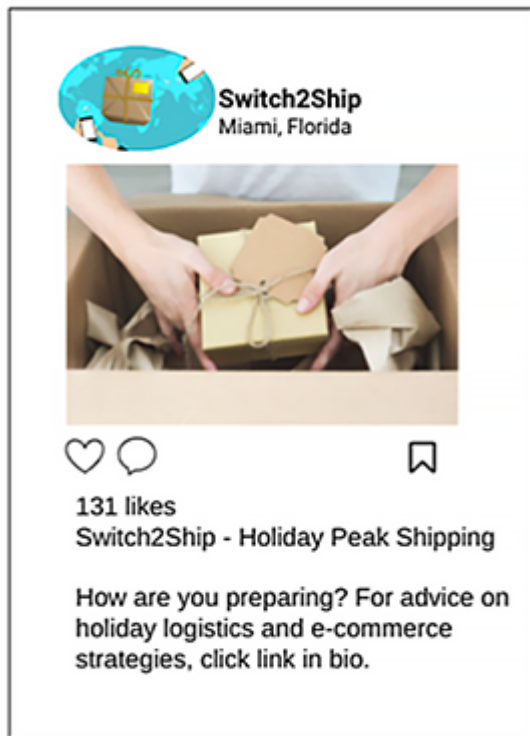 Switch2Ship
Miami, Florida
131 likes
Switch2Ship - Holiday Peak Shipping
How are you preparing? For advice on
holiday logistics and e-commerce
strategies, click link in bio.